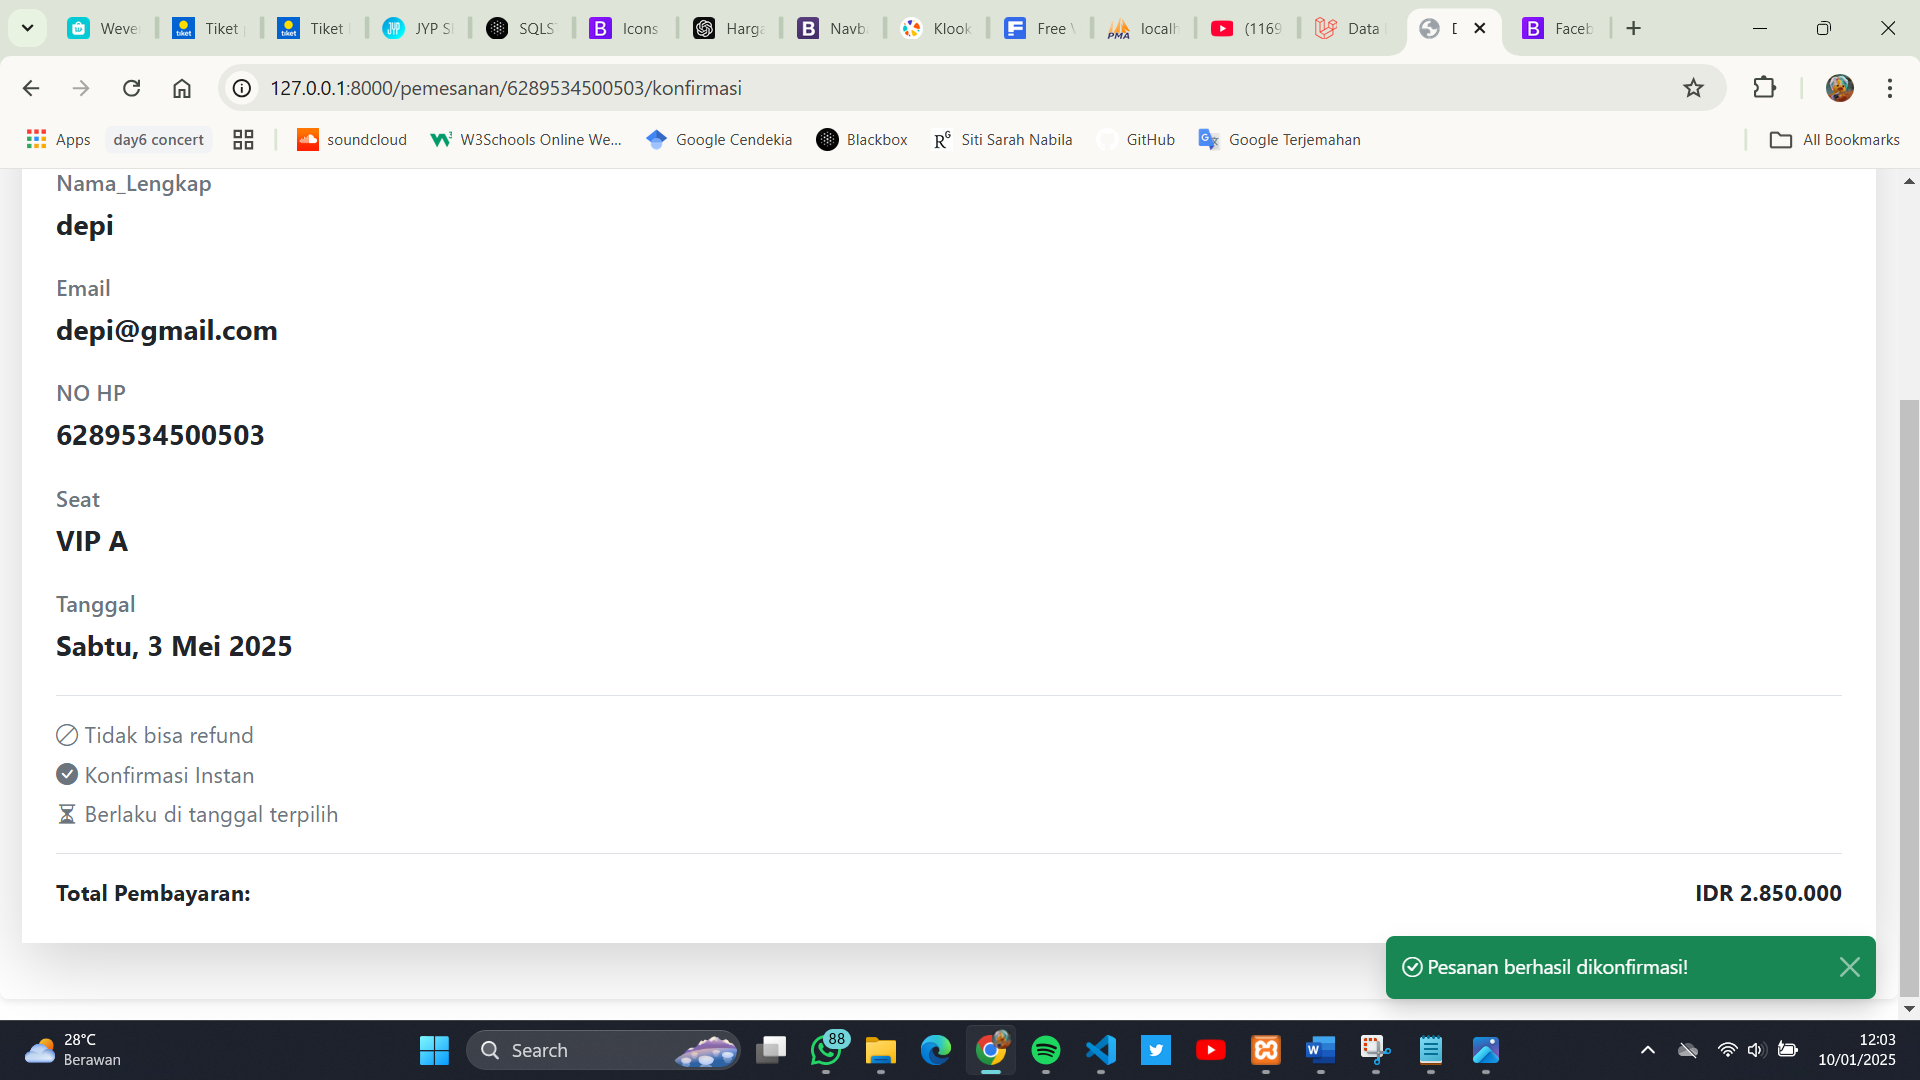 Wever
Tiket
Tiket
JYP S
SQLS
Icons
Harga
Navb
Klook
Free
localh
(1169
Data
Faceb
127.0.0.1:8000/pemesanan/6289534500503/konfirmasi
Apps
day6 concert
soundcloud
W3Schools Online We...
Google Cendekia
Blackbox
Siti Sarah Nabila
GitHub
Google Terjemahan
All Bookmarks
Nama_Lengkap
depi
Email
depi@gmail.com
NO HP
6289534500503
Seat
VIP A
Tanggal
Sabtu, 3 Mei 2025
Tidak bisa refund
Konfirmasi Instan
Berlaku di tanggal terpilih
Total Pembayaran: IDR 2.850.000
Pesanan berhasil dikonfirmasi!
28°C
Berawan
Search
88
12:03
10/01/2025